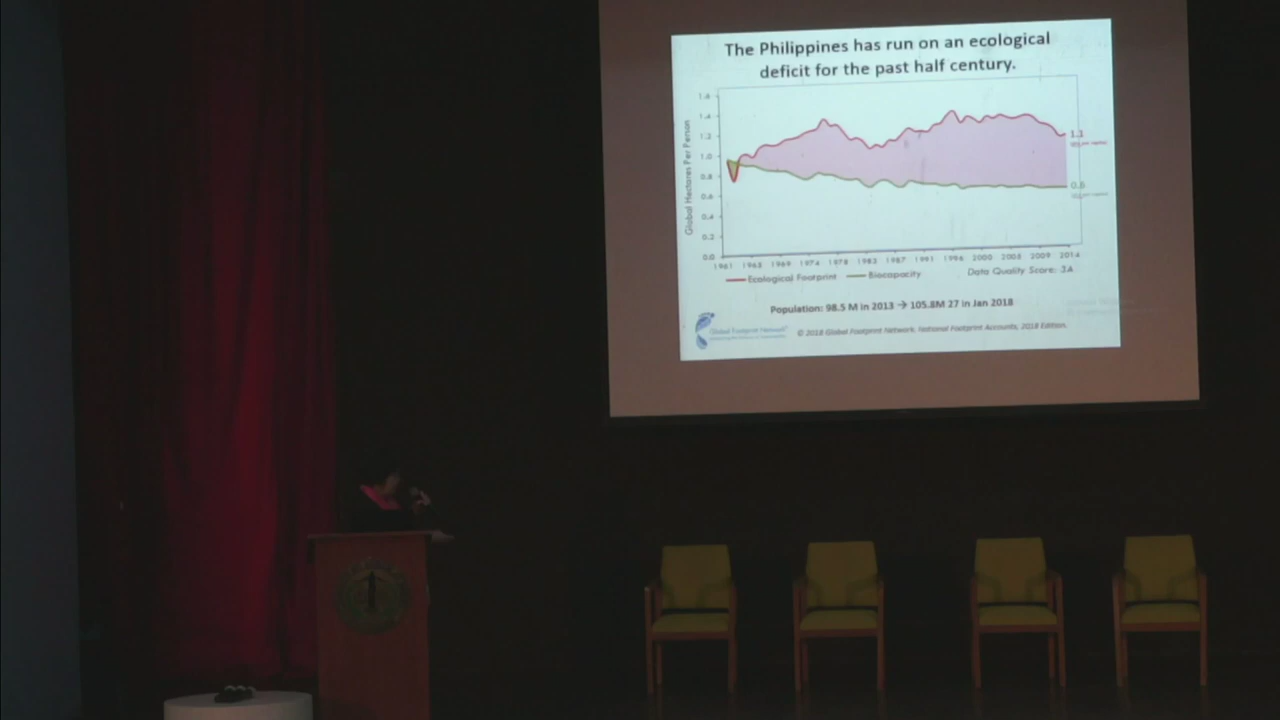 The Philippines has run on an ecological
deficit for the past half century.
Global Hectares Per Person
1.6
1.4
1.2
1.0
0.8
0.6
0.4
0.2
0.0
1.1
0.6
1961 1965 1969 1974 1978 1983 1987 1991 1996 2000 2005 2009 2014
Ecological Footprint Biocapacity Data Quality Score: 3A
Population: 98.5 M in 2013 → 105.8M 27 in Jan 2018
Global Footprint Network
© 2018 Global Footprint Network. National Footprint Accounts, 2018 Edition.